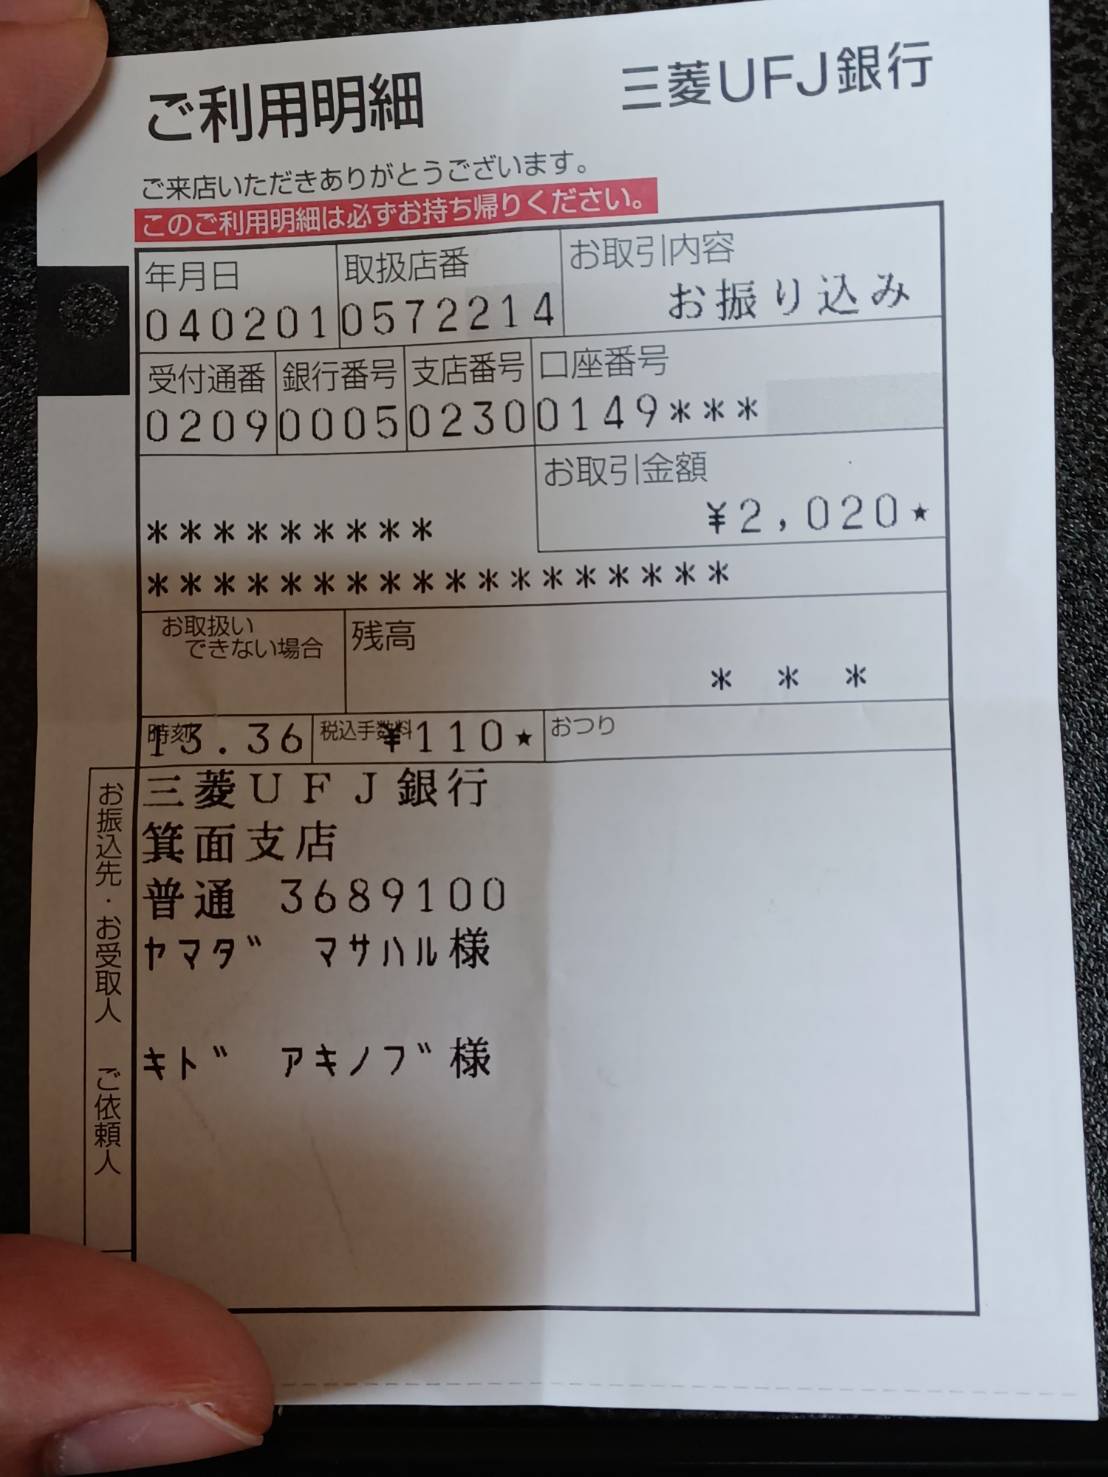 ご利用明細 三菱UFJ銀行
ご来店いただきありがとうございます。
このご利用明細は必ずお持ち帰りください。
年月日 取扱店番 お取引内容
040201 0572214 お振り込み
受付通番 銀行番号 支店番号 口座番号
0209 0005 0230 0149***
お取引金額
¥2,020★
*********
******************
お取扱い
できない場合
残高
* * *
時刻 税込手数料 おつり
13.36 ¥110★
お振込先・お受取人 ご依頼人
三菱UFJ銀行
箕面支店
普通 3689100
ヤマダ マサハル様
キド アキノブ様